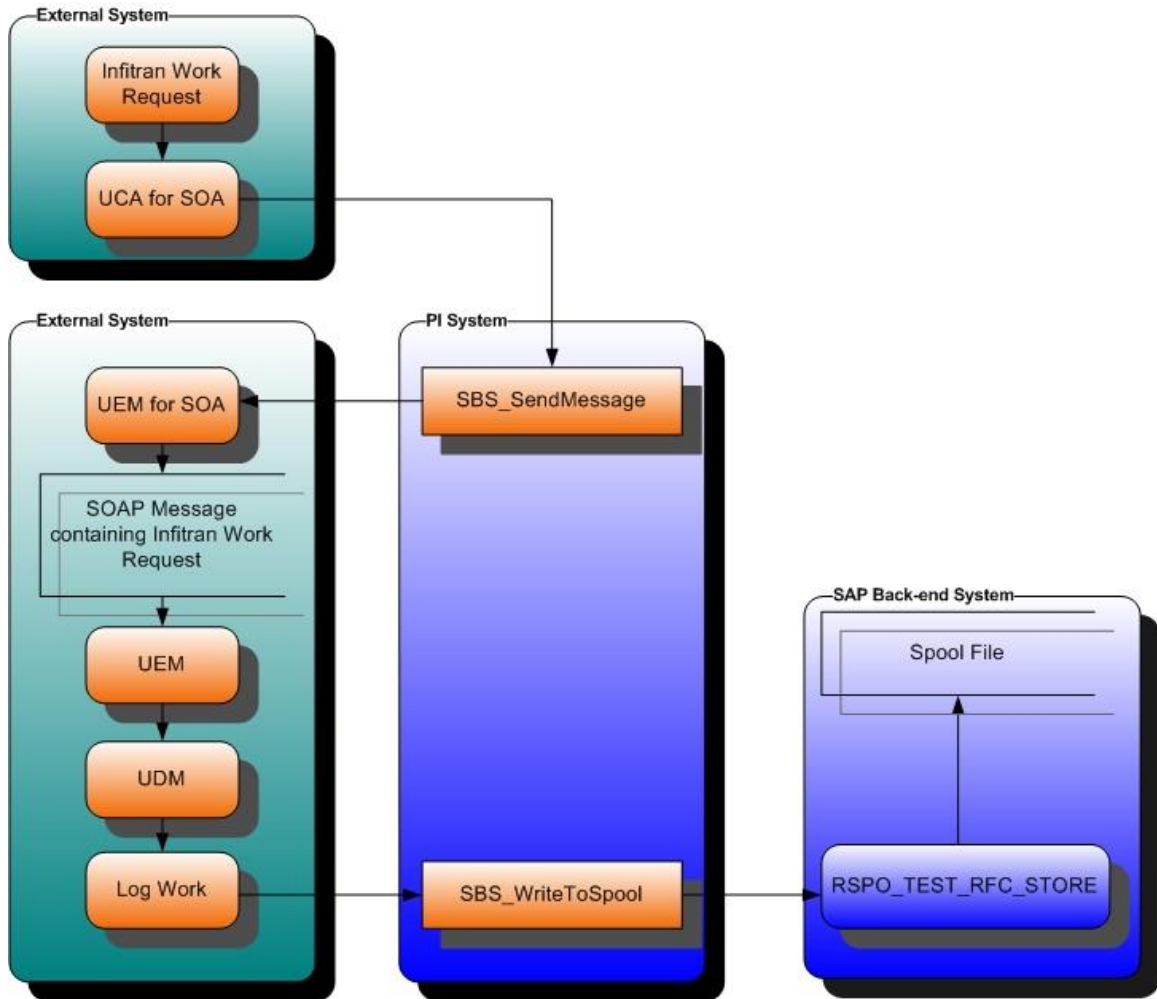 External System
Infitran Work
Request
UCA for SOA
External System
UEM for SOA
SOAP Message
containing Infitran Work
Request
UEM
UDM
Log Work
PI System
SBS_SendMessage
SBS_WriteToSpool
SAP Back-end System
Spool File
RSPO_TEST_RFC_STORE